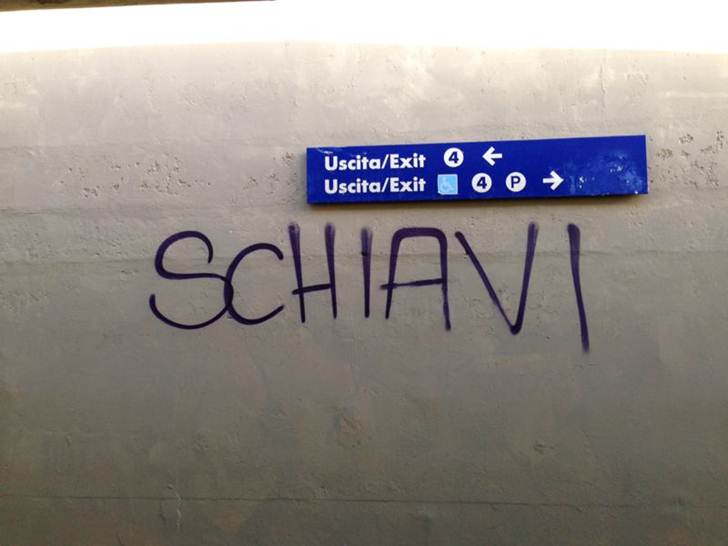 Uscita/Exit 4 ←
Uscita/Exit 4 P →
SCHIAVI